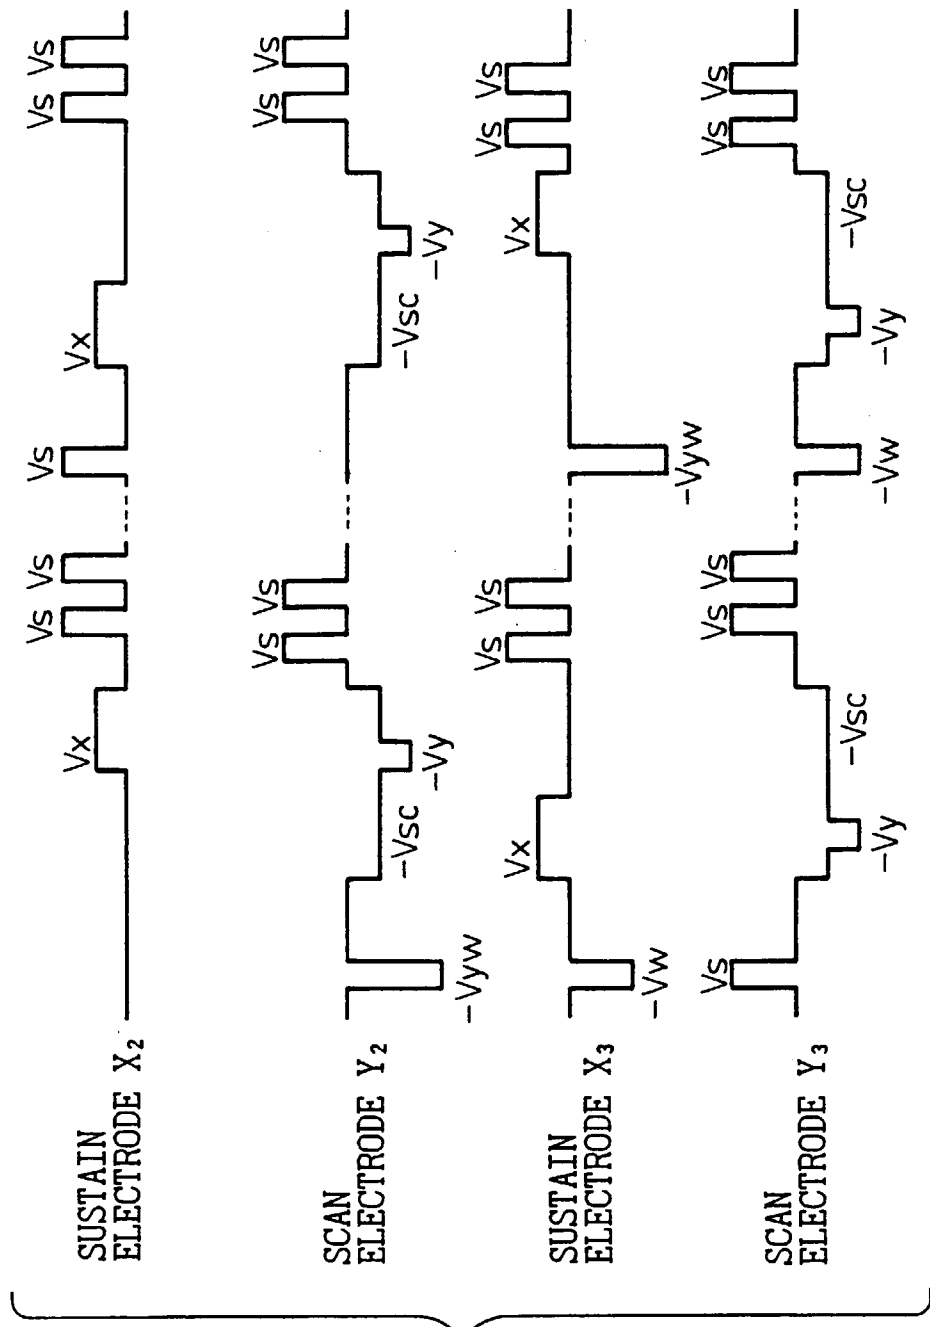 SUSTAIN
ELECTRODE X₂
Vx Vs Vs Vs Vx Vs Vs
SCAN
ELECTRODE Y₂
Vs Vs Vs Vs
-Vyw -Vsc -Vy -Vsc -Vy
SUSTAIN
ELECTRODE X₃
Vx Vs Vs Vx Vs Vs
-Vw -Vyw
SCAN
ELECTRODE Y₃
Vs Vs Vs Vs Vs
-Vy -Vsc -Vw -Vy -Vsc